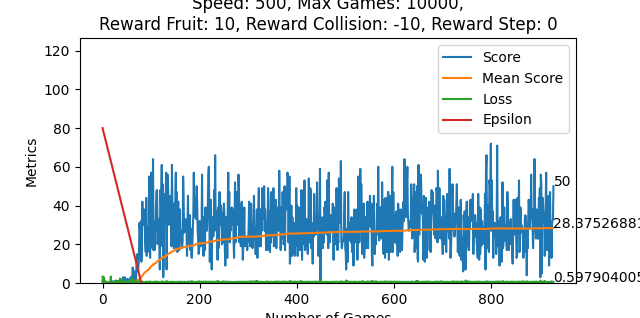 Speed: 500, Max Games: 10000,
Reward Fruit: 10, Reward Collision: -10, Reward Step: 0
120
100
80
60
40
20
0
Metrics
Score
Mean Score
Loss
Epsilon
50
28.37526881
0.597904005
0 200 400 600 800
Number of Games